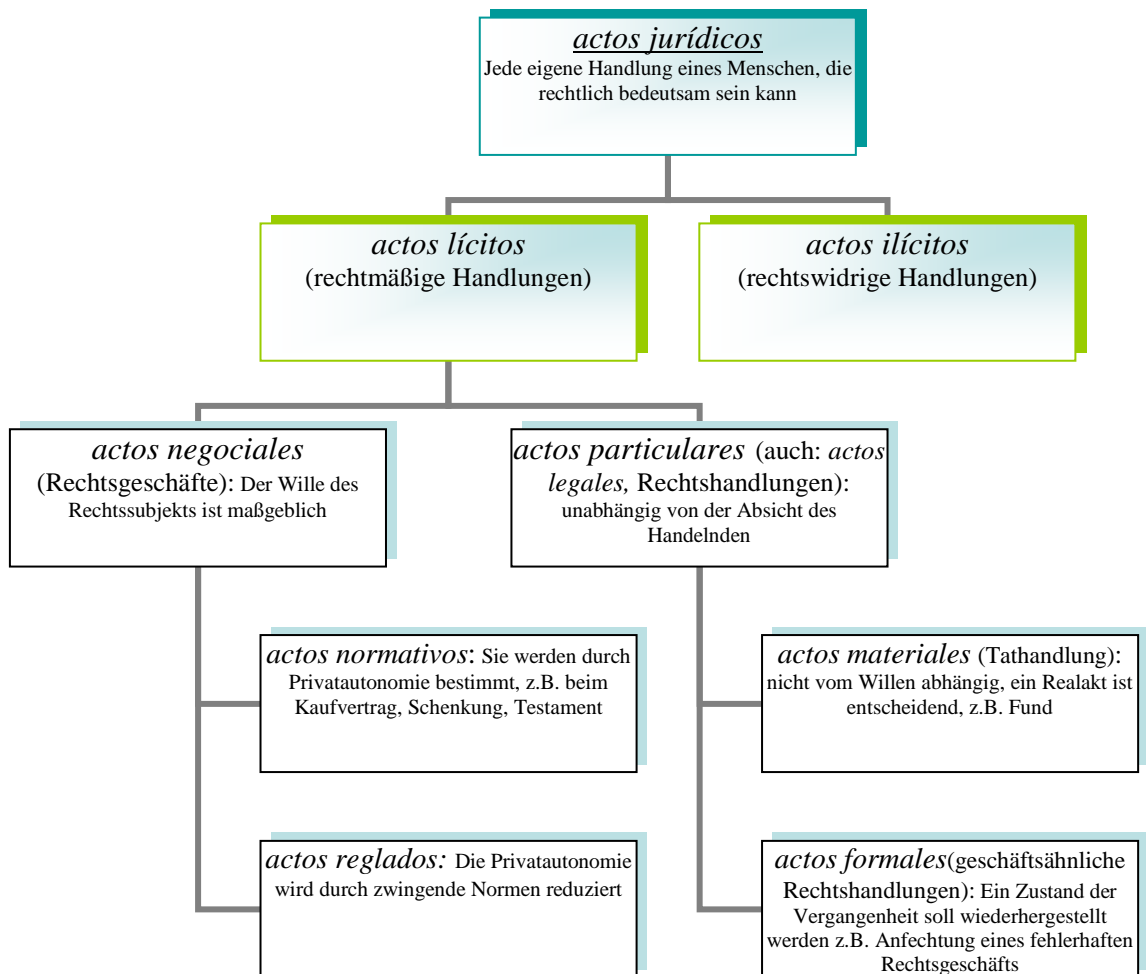 actos jurídicos
Jede eigene Handlung eines Menschen, die
rechtlich bedeutsam sein kann
actos lícitos
(rechtmäßige Handlungen)
actos ilícitos
(rechtswidrige Handlungen)
actos negociales
(Rechtsgeschäfte): Der Wille des
Rechtssubjekts ist maßgeblich
actos particulares (auch: actos
legales, Rechtshandlungen):
unabhängig von der Absicht des
Handelnden
actos normativos: Sie werden durch
Privatautonomie bestimmt, z.B. beim
Kaufvertrag, Schenkung, Testament
actos materiales (Tathandlung):
nicht vom Willen abhängig, ein Realakt ist
entscheidend, z.B. Fund
actos reglados: Die Privatautonomie
wird durch zwingende Normen reduziert
actos formales(geschäftsähnliche
Rechtshandlungen): Ein Zustand der
Vergangenheit soll wiederhergestellt
werden z.B. Anfechtung eines fehlerhaften
Rechtsgeschäfts